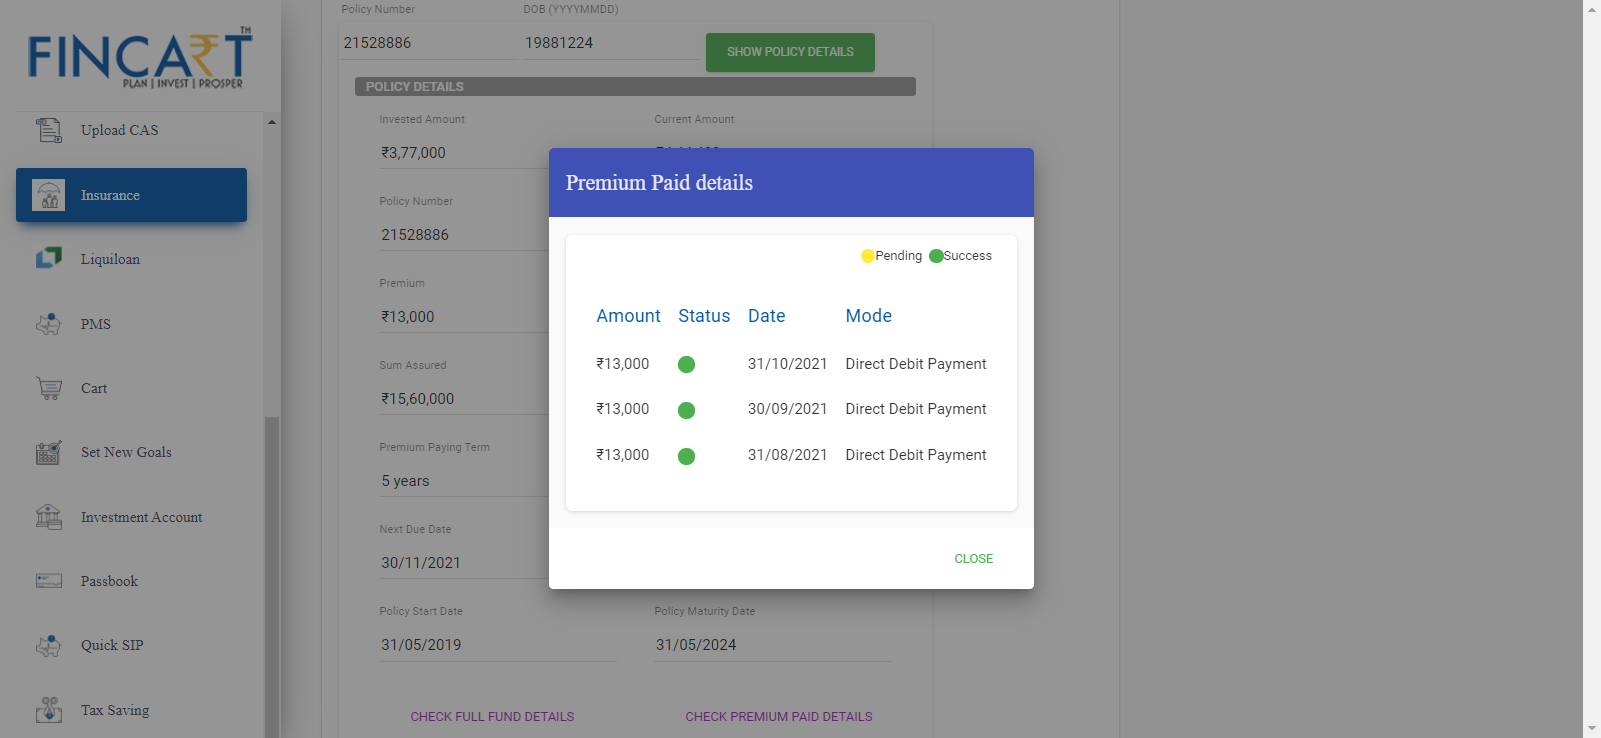 FINCART
TM
PLAN | INVEST | PROSPER
Upload CAS
Insurance
Liquiloan
PMS
Cart
Set New Goals
Investment Account
Passbook
Quick SIP
Tax Saving
Policy Number
DOB (YYYYMMDD)
21528886
19881224
SHOW POLICY DETAILS
POLICY DETAILS
Invested Amount
Current Amount
₹3,77,000
Policy Number
21528886
Premium
₹13,000
Sum Assured
₹15,60,000
Premium Paying Term
5 years
Next Due Date
30/11/2021
Policy Start Date
Policy Maturity Date
31/05/2019
31/05/2024
CHECK FULL FUND DETAILS
CHECK PREMIUM PAID DETAILS
Premium Paid details
Pending Success
Amount Status Date Mode
₹13,000 31/10/2021 Direct Debit Payment
₹13,000 30/09/2021 Direct Debit Payment
₹13,000 31/08/2021 Direct Debit Payment
CLOSE